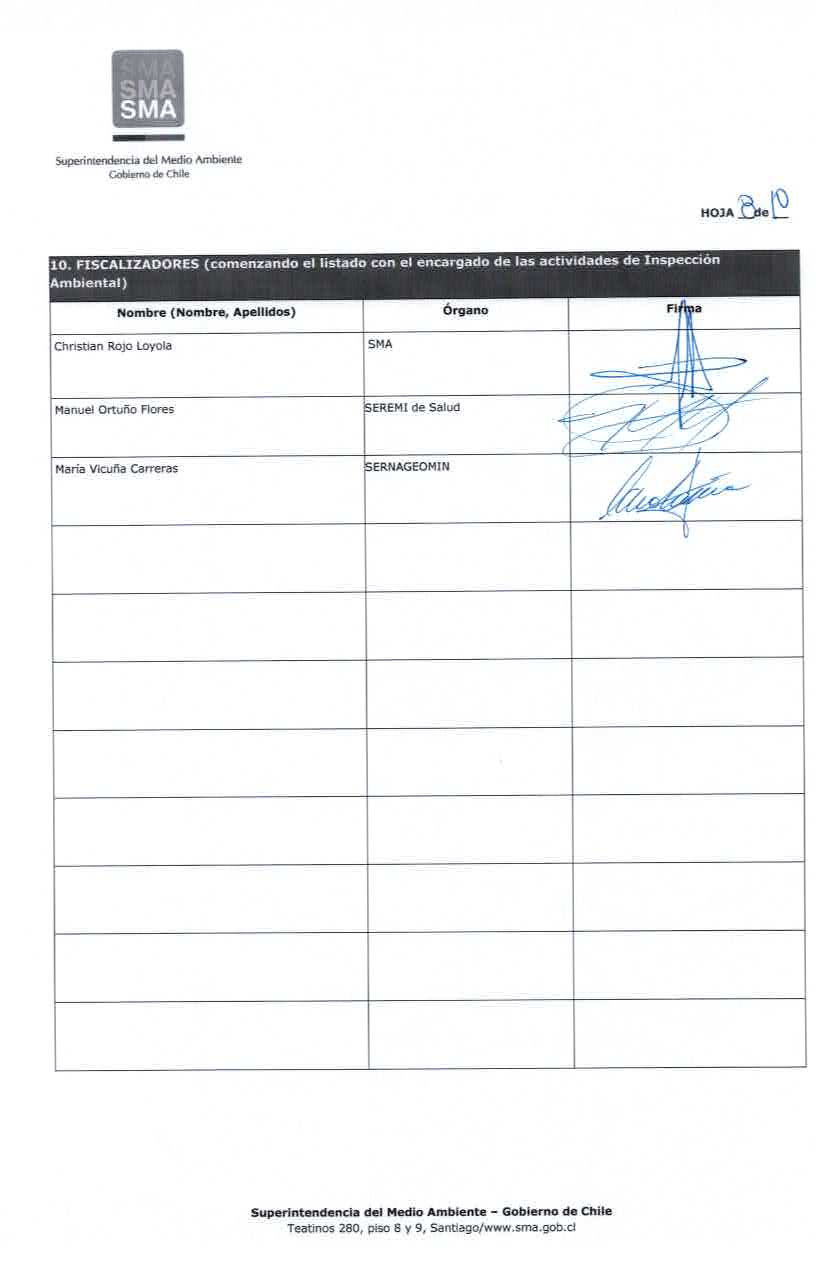 SMA
SMA
SMA
Superintendencia del Medio Ambiente
Gobierno de Chile
HOJA 8 de 10
10. FISCALIZADORES (comenzando el listado con el encargado de las actividades de Inspección
Ambiental)
Nombre (Nombre, Apellidos) Órgano Firma
Christian Rojo Loyola SMA
Manuel Ortuño Flores SEREMI de Salud
María Vicuña Carreras SERNAGEOMIN
Superintendencia del Medio Ambiente – Gobierno de Chile
Teatinos 280, piso 8 y 9, Santiago/www.sma.gob.cl